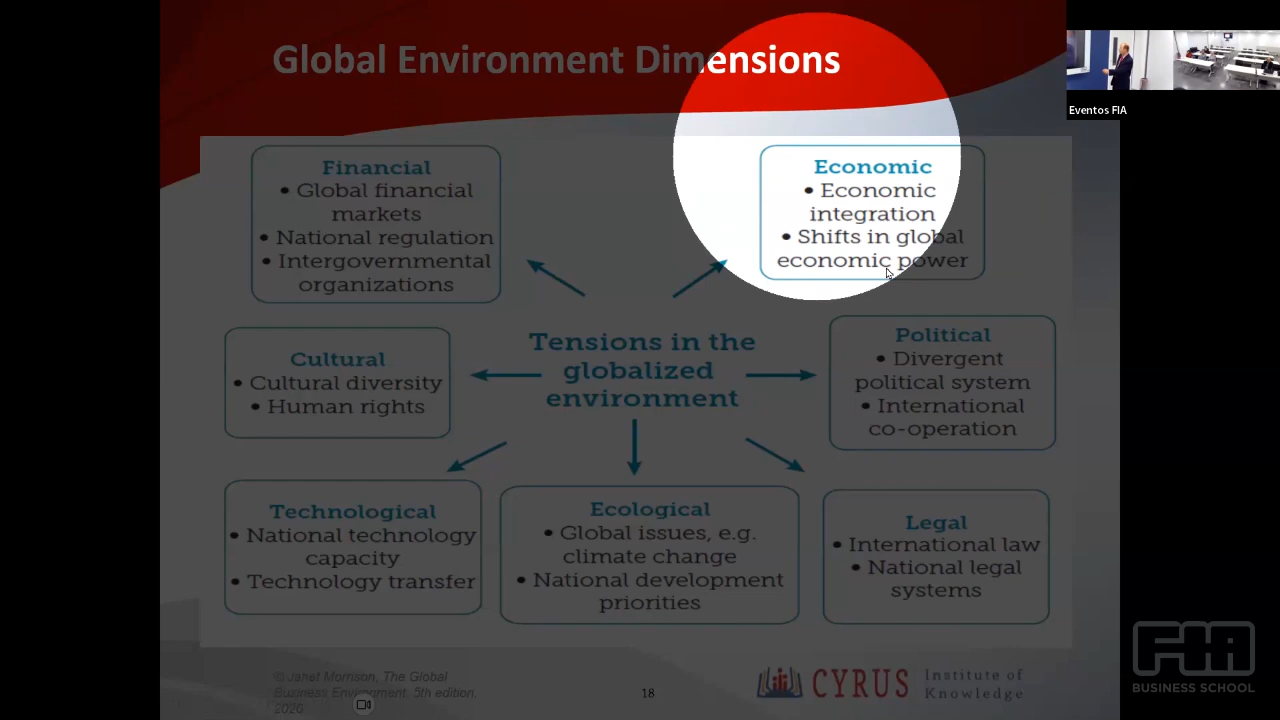 Global Environment Dimensions
Eventos FIA
Financial
• Global financial
markets
• National regulation
• Intergovernmental
organizations
Economic
• Economic
integration
• Shifts in global
economic power
Tensions in the
globalized
environment
Cultural
• Cultural diversity
• Human rights
Political
• Divergent
political system
• International
co-operation
Technological
• National technology
capacity
• Technology transfer
Ecological
• Global issues, e.g.
climate change
• National development
priorities
Legal
• International law
• National legal
systems
© Janet Morrison, The Global
Business Environment, 5th edition,
2020
18
CYRUS
Institute of
Knowledge
FIA
BUSINESS SCHOOL